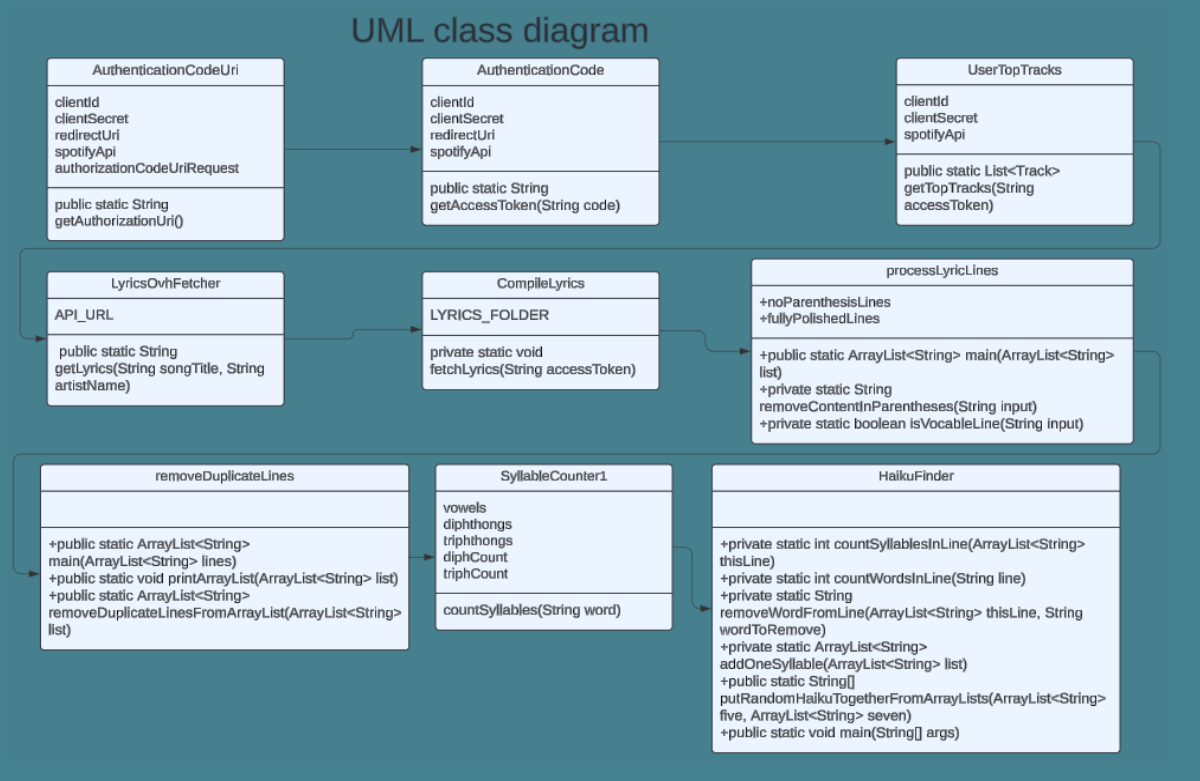 UML class diagram
AuthenticationCodeUri
clientId
clientSecret
redirectUri
spotifyApi
authorizationCodeUriRequest
public static String
getAuthorizationUri()
AuthenticationCode
clientId
clientSecret
redirectUri
spotifyApi
public static String
getAccessToken(String code)
UserTopTracks
clientId
clientSecret
spotifyApi
public static List<Track>
getTopTracks(String
accessToken)
LyricsOvhFetcher
API_URL
public static String
getLyrics(String songTitle, String
artistName)
CompileLyrics
LYRICS_FOLDER
private static void
fetchLyrics(String accessToken)
processLyricLines
+noParenthesisLines
+fullyPolishedLines
+public static ArrayList<String> main(ArrayList<String>
list)
+private static String
removeContentInParentheses(String input)
+private static boolean isVocableLine(String input)
removeDuplicateLines
+public static ArrayList<String>
main(ArrayList<String> lines)
+public static void printArrayList(ArrayList<String> list)
+public static ArrayList<String>
removeDuplicateLinesFromArrayList(ArrayList<String>
list)
SyllableCounter1
vowels
diphthongs
triphthongs
diphCount
triphCount
countSyllables(String word)
HaikuFinder
+private static int countSyllablesInLine(ArrayList<String>
thisLine)
+private static int countWordsInLine(String line)
+private static String
removeWordFromLine(ArrayList<String> thisLine, String
wordToRemove)
+private static ArrayList<String>
addOneSyllable(ArrayList<String> list)
+public static String[]
putRandomHaikuTogetherFromArrayLists(ArrayList<String>
five, ArrayList<String> seven)
+public static void main(String[] args)